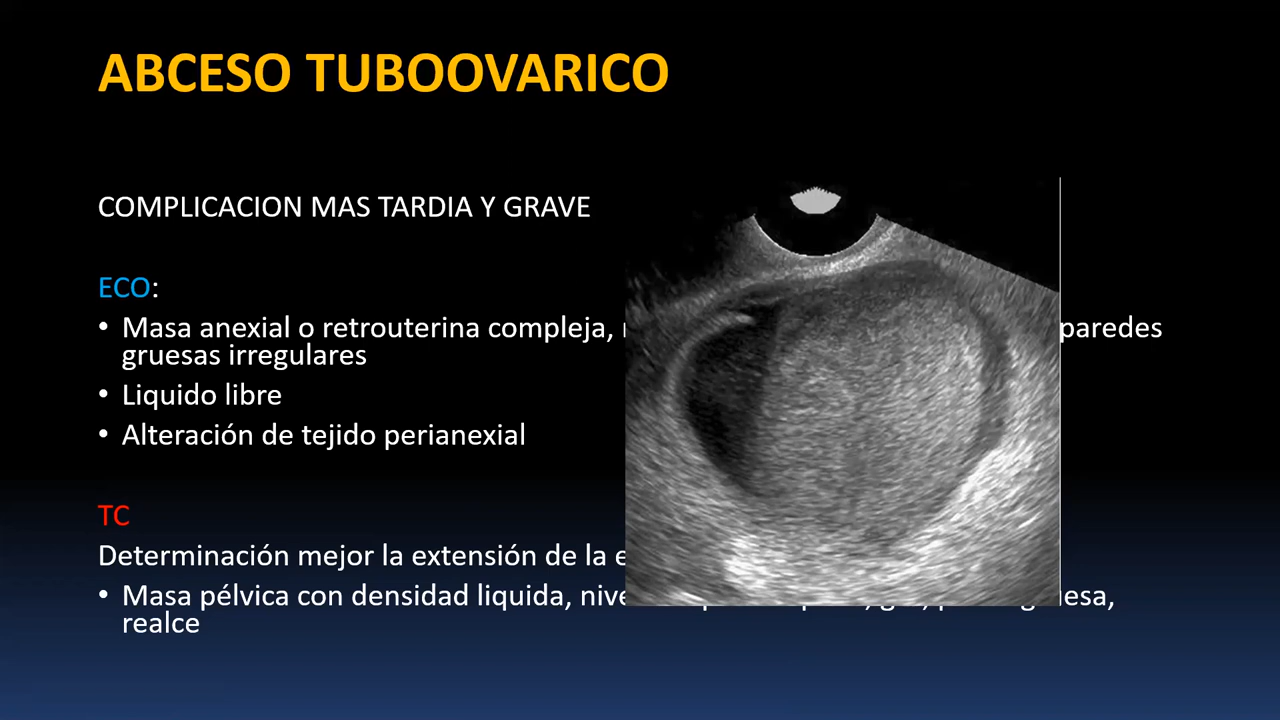 ABCESO TUBOOVARICO
COMPLICACION MAS TARDIA Y GRAVE
ECO:
• Masa anexial o retrouterina compleja, paredes
gruesas irregulares
• Liquido libre
• Alteración de tejido perianexial
TC
Determinación mejor la extensión de la
• Masa pélvica con densidad liquida,
realce